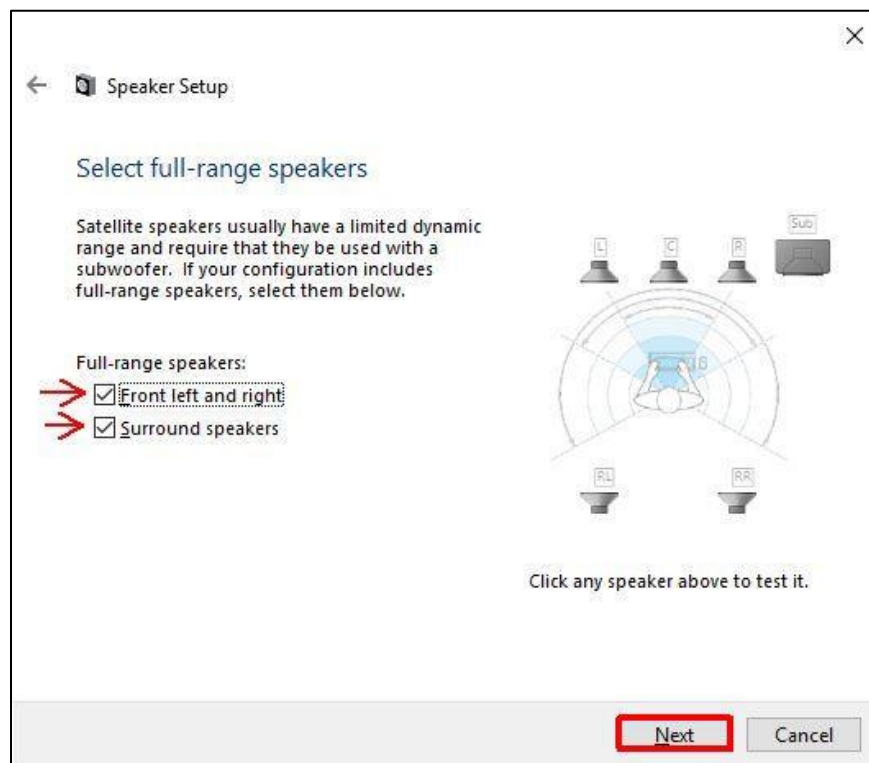 Speaker Setup
Select full-range speakers
Satellite speakers usually have a limited dynamic
range and require that they be used with a
subwoofer. If your configuration includes
full-range speakers, select them below.
Full-range speakers:
Front left and right
Surround speakers
L C R Sub
RL RR
Click any speaker above to test it.
Next Cancel